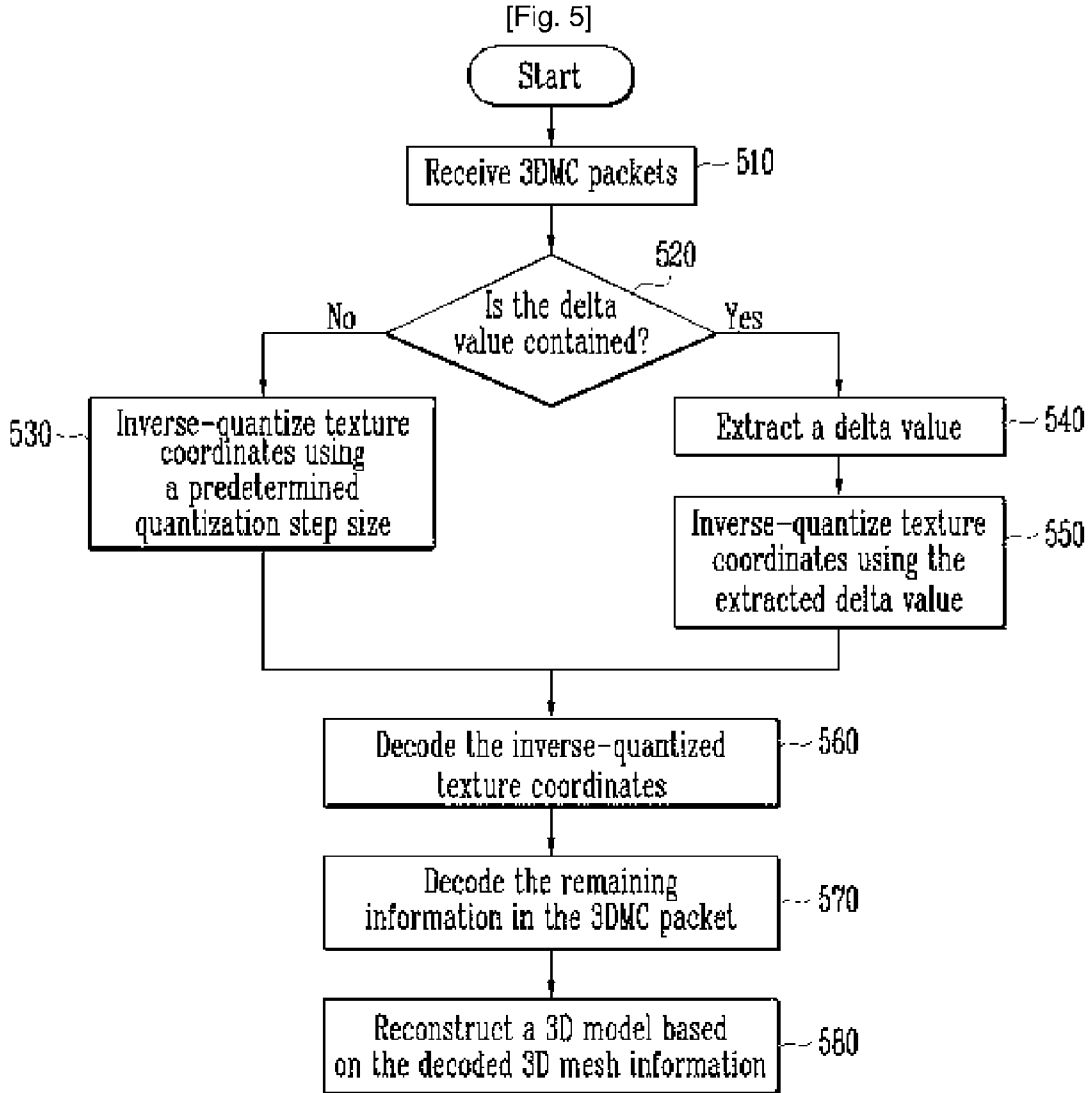 [Fig. 5]
Start
Receive 3DMC packets
510
520
Is the delta
value contained?
No
Yes
530
Inverse-quantize texture
coordinates using
a predetermined
quantization step size
Extract a delta value
540
Inverse-quantize texture
coordinates using the
extracted delta value
550
Decode the inverse-quantized
texture coordinates
560
Decode the remaining
information in the 3DMC packet
570
Reconstruct a 3D model based
on the decoded 3D mesh information
580